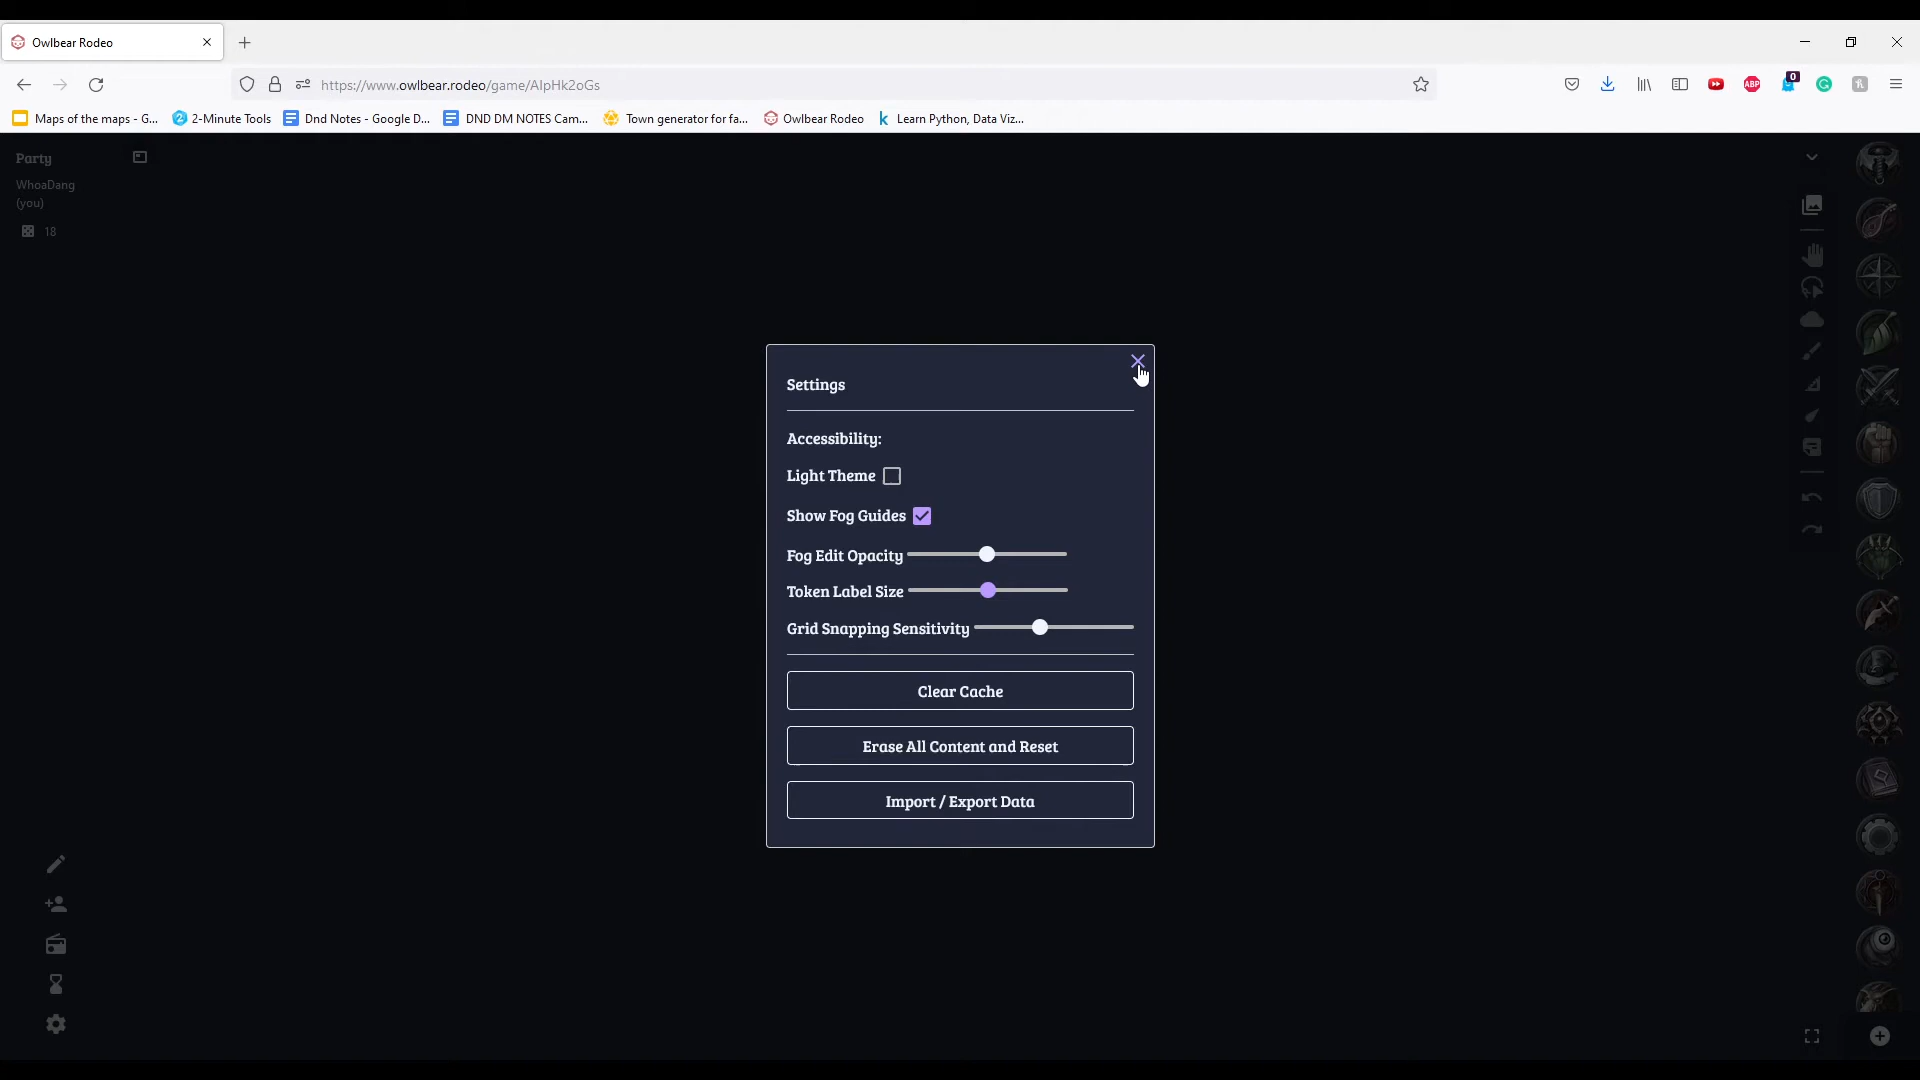 Owlbear Rodeo
https://www.owlbear.rodeo/game/AIpHk2oGs
0
ABP
Maps of the maps - G...
2-Minute Tools
Dnd Notes - Google D...
DND DM NOTES Cam...
Town generator for fa...
Owlbear Rodeo
Learn Python, Data Viz...
Party
WhoaDang
(you)
18
Settings
Accessibility:
Light Theme
Show Fog Guides
Fog Edit Opacity
Token Label Size
Grid Snapping Sensitivity
Clear Cache
Erase All Content and Reset
Import / Export Data